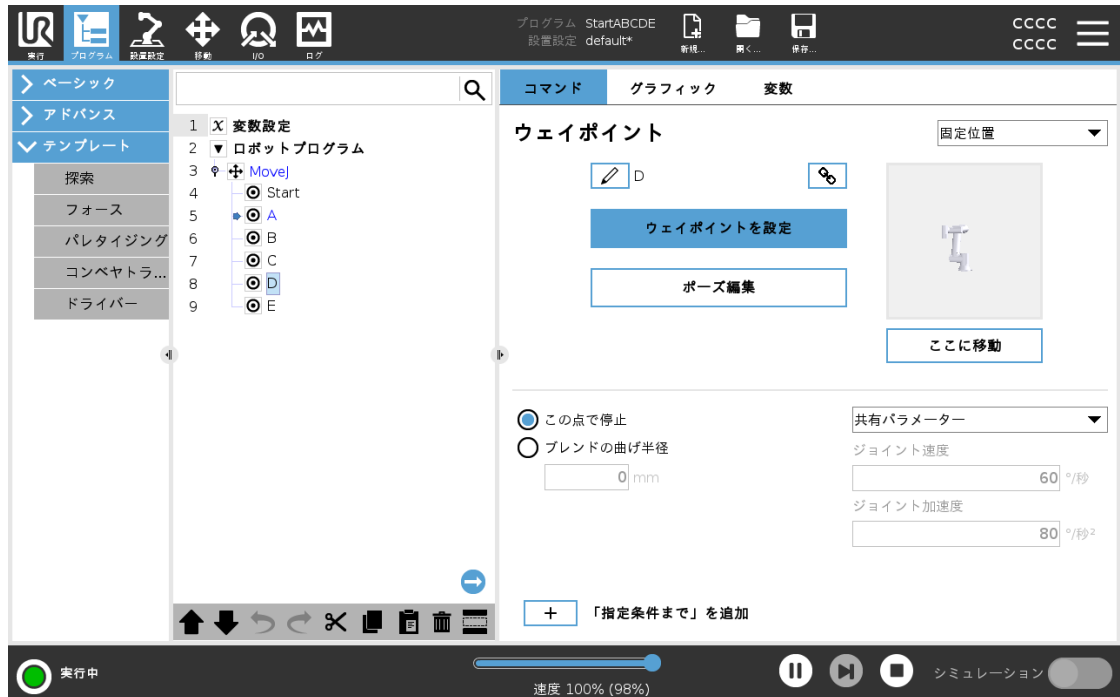 プログラム StartABCDE
設置設定 default*
CCCC
CCCC
実行 プログラム 設置設定 移動 I/O ログ
新規... 開く... 保存...
ベーシック
アドバンス
テンプレート
探索
フォース
パレタイジング
コンベヤトラ...
ドライバー
1 変数設定
2 ロボットプログラム
3 MoveJ
4 Start
5 A
6 B
7 C
8 D
9 E
コマンド グラフィック 変数
ウェイポイント
固定位置
D
ウェイポイントを設定
ポーズ編集
ここに移動
この点で停止
ブレンドの曲げ半径
0 mm
共有パラメーター
ジョイント速度
60 °/秒
ジョイント加速度
80 °/秒²
+ 「指定条件まで」を追加
実行中
速度 100% (98%)
シミュレーション